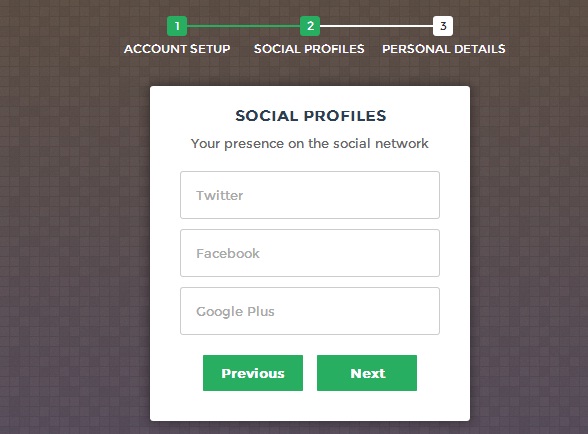 1 2 3
ACCOUNT SETUP SOCIAL PROFILES PERSONAL DETAILS
SOCIAL PROFILES
Your presence on the social network
Twitter
Facebook
Google Plus
Previous Next